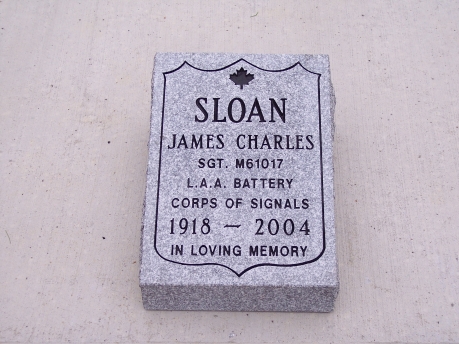 SLOAN
JAMES CHARLES
SGT. M61017
L.A.A. BATTERY
CORPS OF SIGNALS
1918 ~ 2004
IN LOVING MEMORY